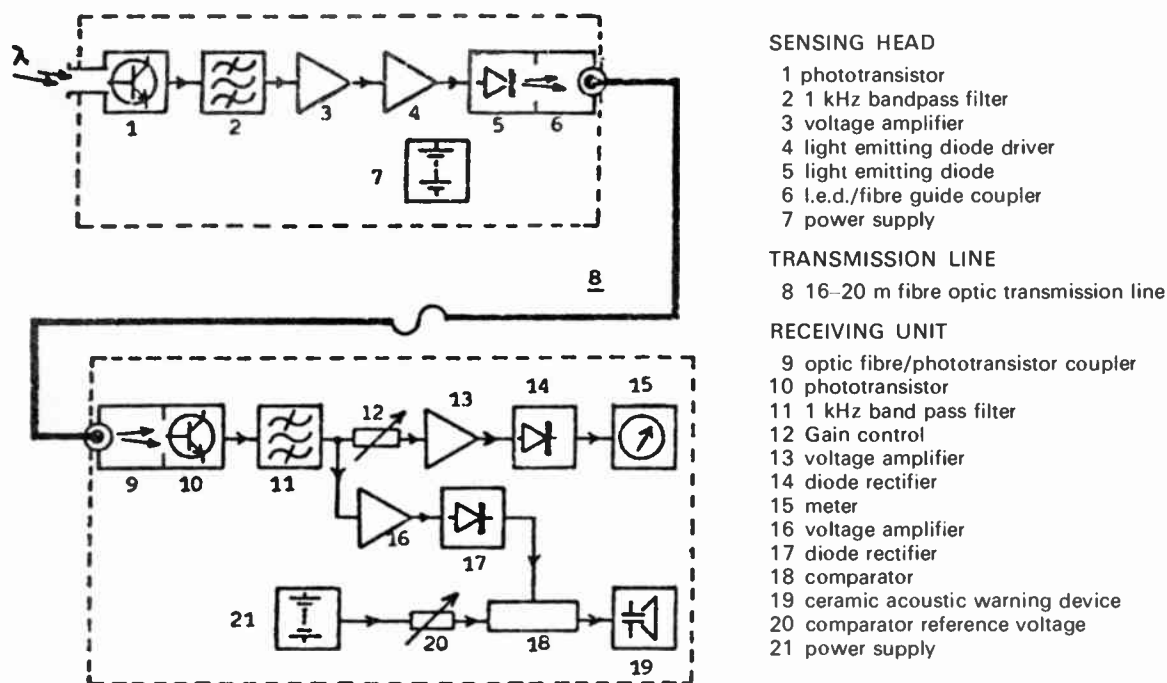 λ
1
2
3
4
5
6
7
8
9
10
11
12
13
14
15
16
17
18
19
20
21
SENSING HEAD
1 phototransistor
2 1 kHz bandpass filter
3 voltage amplifier
4 light emitting diode driver
5 light emitting diode
6 l.e.d./fibre guide coupler
7 power supply
TRANSMISSION LINE
8 16–20 m fibre optic transmission line
RECEIVING UNIT
9 optic fibre/phototransistor coupler
10 phototransistor
11 1 kHz band pass filter
12 Gain control
13 voltage amplifier
14 diode rectifier
15 meter
16 voltage amplifier
17 diode rectifier
18 comparator
19 ceramic acoustic warning device
20 comparator reference voltage
21 power supply